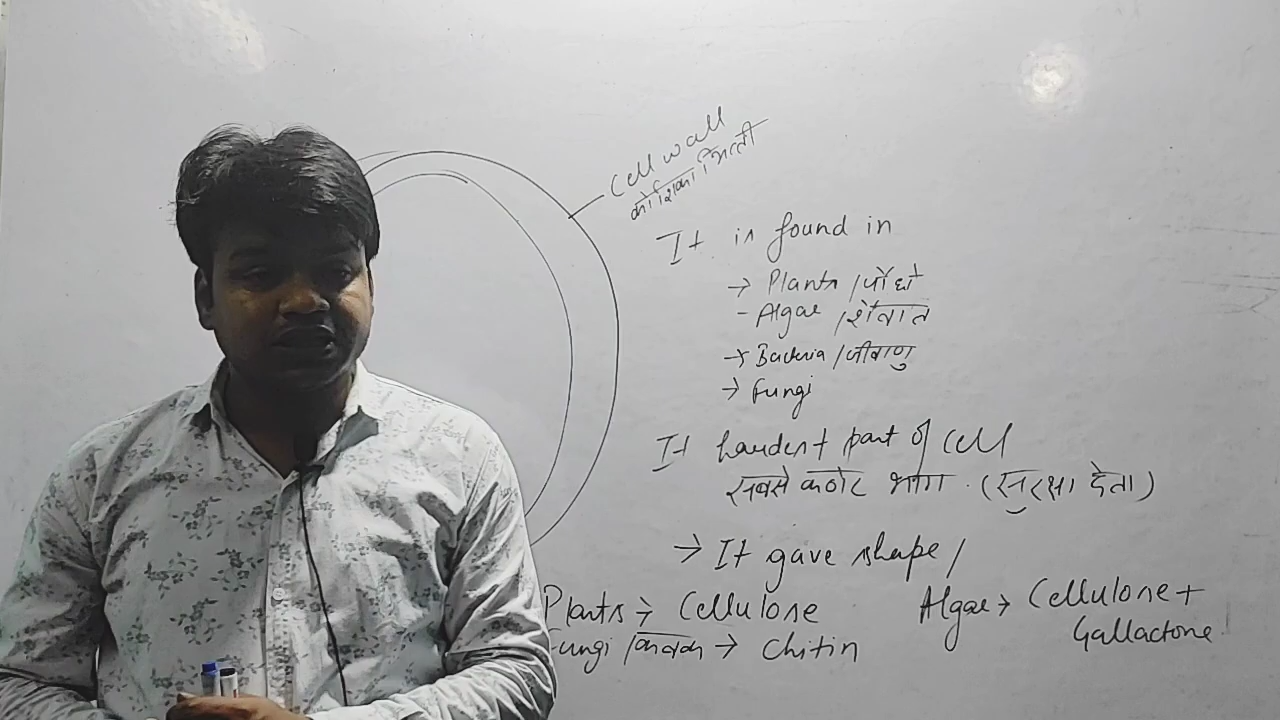 Cell wall
कोशिका भित्ती
It is found in
→ Plants / पौधों
- Algae / शैवाल
→ Bacteria / जीवाणु
→ Fungi
It hardest part of cell
सबसे कठोर भाग . (सुरक्षा देता)
→ It gave shape /
Plants → Cellulose
Fungi / कवक → Chitin
Algae → Cellulose +
Gallactone